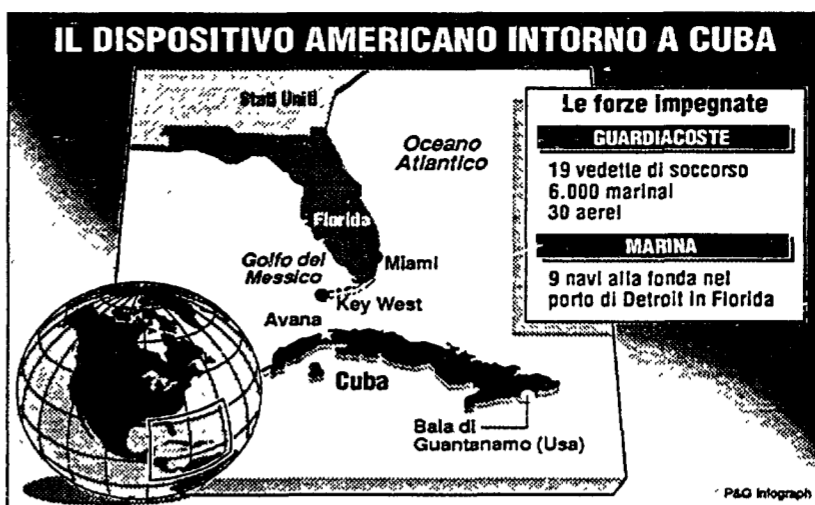 IL DISPOSITIVO AMERICANO INTORNO A CUBA
Stati Uniti
Oceano
Atlantico
Florida
Golfo del
Messico
Miami
Key West
Avana
Cuba
Baia di
Guantanamo (Usa)
Le forze impegnate
GUARDIACOSTE
19 vedette di soccorso
6.000 marinai
30 aerei
MARINA
9 navi alla fonda nel
porto di Detroit in Florida
P&G Infograph